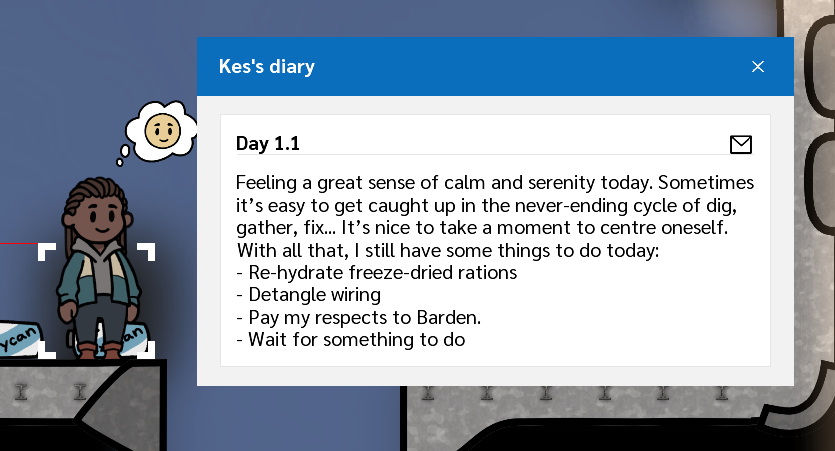 Kes's diary
Day 1.1
Feeling a great sense of calm and serenity today. Sometimes
it’s easy to get caught up in the never-ending cycle of dig,
gather, fix... It’s nice to take a moment to centre oneself.
With all that, I still have some things to do today:
- Re-hydrate freeze-dried rations
- Detangle wiring
- Pay my respects to Barden.
- Wait for something to do
ycan
can